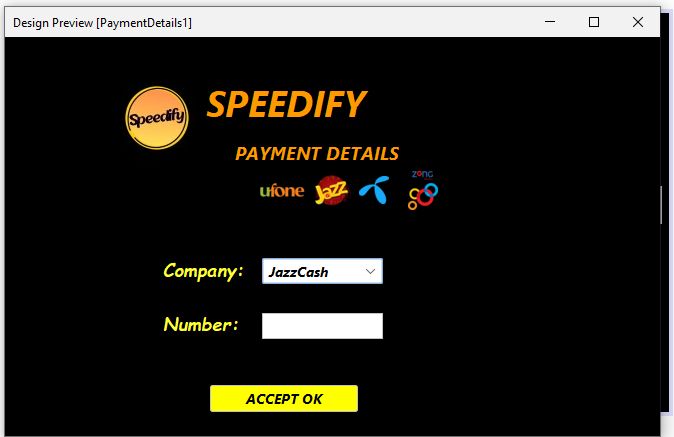 Design Preview [PaymentDetails1]
Speedify
SPEEDIFY
PAYMENT DETAILS
ufone
Jazz
ZONG
Company:
JazzCash
Number:
ACCEPT OK